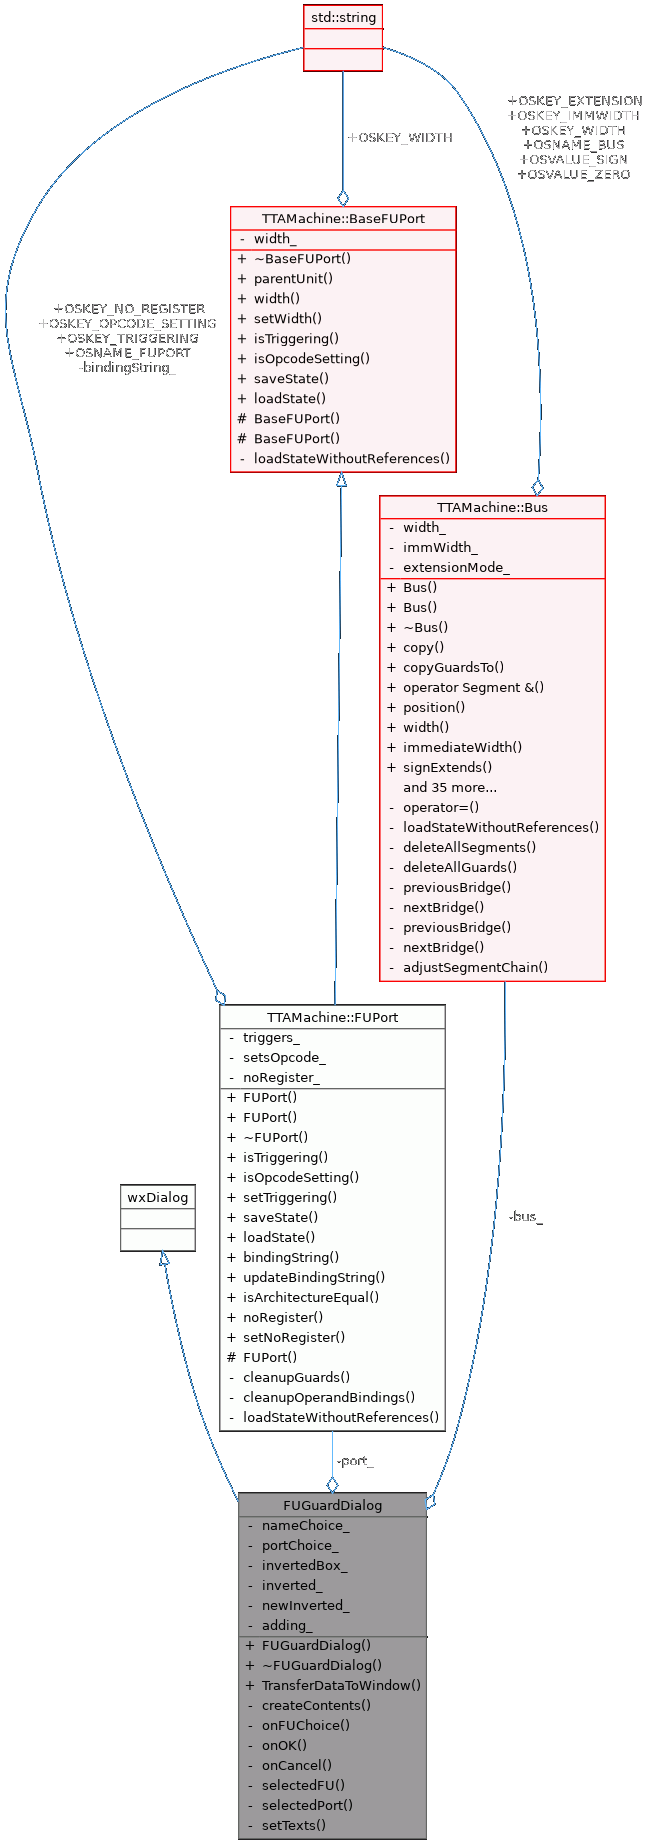 std::string
+OSKEY_EXTENSION
+OSKEY_IMMWIDTH
+OSKEY_WIDTH
+OSNAME_BUS
+OSVALUE_SIGN
+OSVALUE_ZERO
+OSKEY_WIDTH
TTAMachine::BaseFUPort
- width_
+ ~BaseFUPort()
+ parentUnit()
+ width()
+ setWidth()
+ isTriggering()
+ isOpcodeSetting()
+ saveState()
+ loadState()
# BaseFUPort()
# BaseFUPort()
- loadStateWithoutReferences()
+OSKEY_NO_REGISTER
+OSKEY_OPCODE_SETTING
+OSKEY_TRIGGERING
+OSNAME_FUPORT
-bindingString_
TTAMachine::Bus
- width_
- immWidth_
- extensionMode_
+ Bus()
+ Bus()
+ ~Bus()
+ copy()
+ copyGuardsTo()
+ operator Segment &()
+ position()
+ width()
+ immediateWidth()
+ signExtends()
and 35 more...
- operator=()
- loadStateWithoutReferences()
- deleteAllSegments()
- deleteAllGuards()
- previousBridge()
- nextBridge()
- previousBridge()
- nextBridge()
- adjustSegmentChain()
TTAMachine::FUPort
- triggers_
- setsOpcode_
- noRegister_
+ FUPort()
+ FUPort()
+ ~FUPort()
+ isTriggering()
+ isOpcodeSetting()
+ setTriggering()
+ saveState()
+ loadState()
+ bindingString()
+ updateBindingString()
+ isArchitectureEqual()
+ noRegister()
+ setNoRegister()
# FUPort()
- cleanupGuards()
- cleanupOperandBindings()
- loadStateWithoutReferences()
wxDialog
-bus_
-port_
FUGuardDialog
- nameChoice_
- portChoice_
- invertedBox_
- inverted_
- newInverted_
- adding_
+ FUGuardDialog()
+ ~FUGuardDialog()
+ TransferDataToWindow()
- createContents()
- onFUChoice()
- onOK()
- onCancel()
- selectedFU()
- selectedPort()
- setTexts()